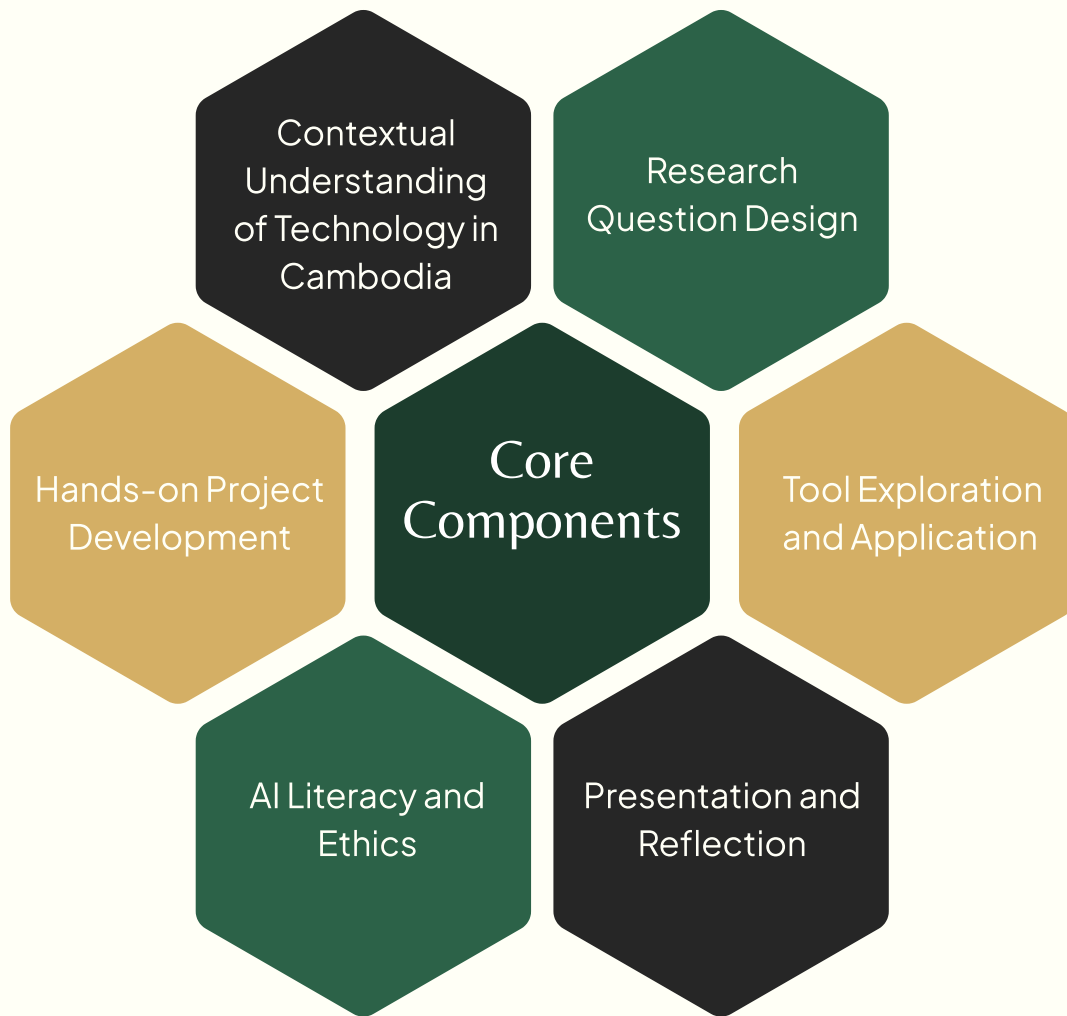 Contextual
Understanding
of Technology in
Cambodia
Research
Question Design
Hands-on Project
Development
Core
Components
Tool Exploration
and Application
AI Literacy and
Ethics
Presentation and
Reflection